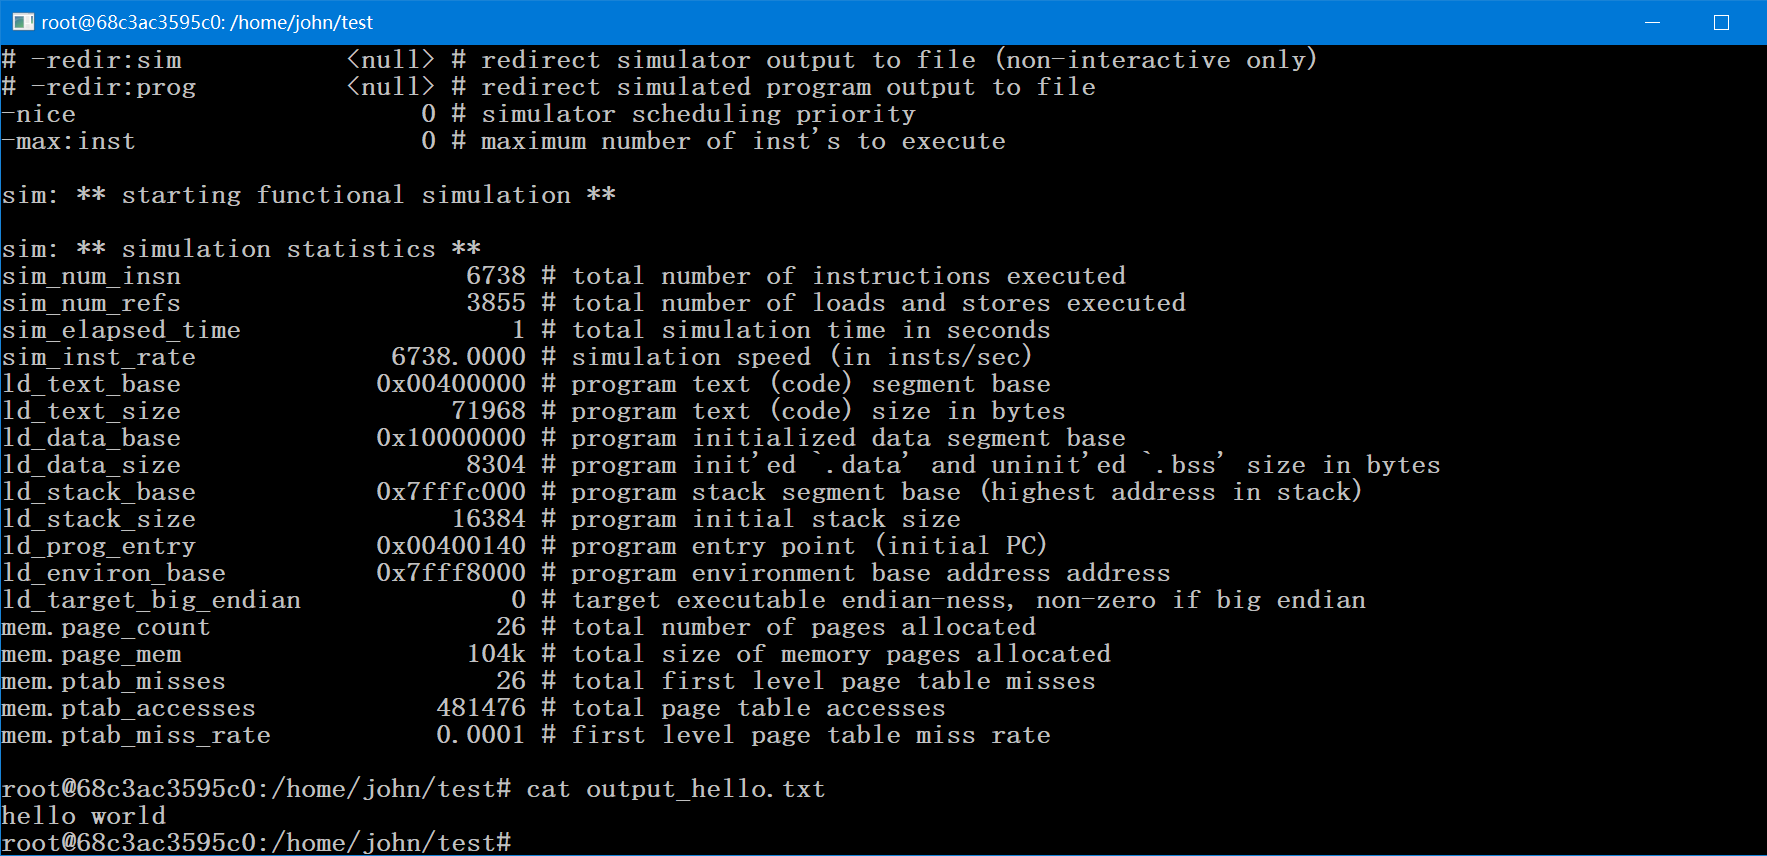 root@68c3ac3595c0: /home/john/test
# -redir:sim <null> # redirect simulator output to file (non-interactive only)
# -redir:prog <null> # redirect simulated program output to file
-nice 0 # simulator scheduling priority
-max:inst 0 # maximum number of inst's to execute
sim: ** starting functional simulation **
sim: ** simulation statistics **
sim_num_insn 6738 # total number of instructions executed
sim_num_refs 3855 # total number of loads and stores executed
sim_elapsed_time 1 # total simulation time in seconds
sim_inst_rate 6738.0000 # simulation speed (in insts/sec)
ld_text_base 0x00400000 # program text (code) segment base
ld_text_size 71968 # program text (code) size in bytes
ld_data_base 0x10000000 # program initialized data segment base
ld_data_size 8304 # program init'ed `.data' and uninit'ed `.bss' size in bytes
ld_stack_base 0x7fffc000 # program stack segment base (highest address in stack)
ld_stack_size 16384 # program initial stack size
ld_prog_entry 0x00400140 # program entry point (initial PC)
ld_environ_base 0x7fff8000 # program environment base address address
ld_target_big_endian 0 # target executable endian-ness, non-zero if big endian
mem.page_count 26 # total number of pages allocated
mem.page_mem 104k # total size of memory pages allocated
mem.ptab_misses 26 # total first level page table misses
mem.ptab_accesses 481476 # total page table accesses
mem.ptab_miss_rate 0.0001 # first level page table miss rate
root@68c3ac3595c0:/home/john/test# cat output_hello.txt
hello world
root@68c3ac3595c0:/home/john/test#